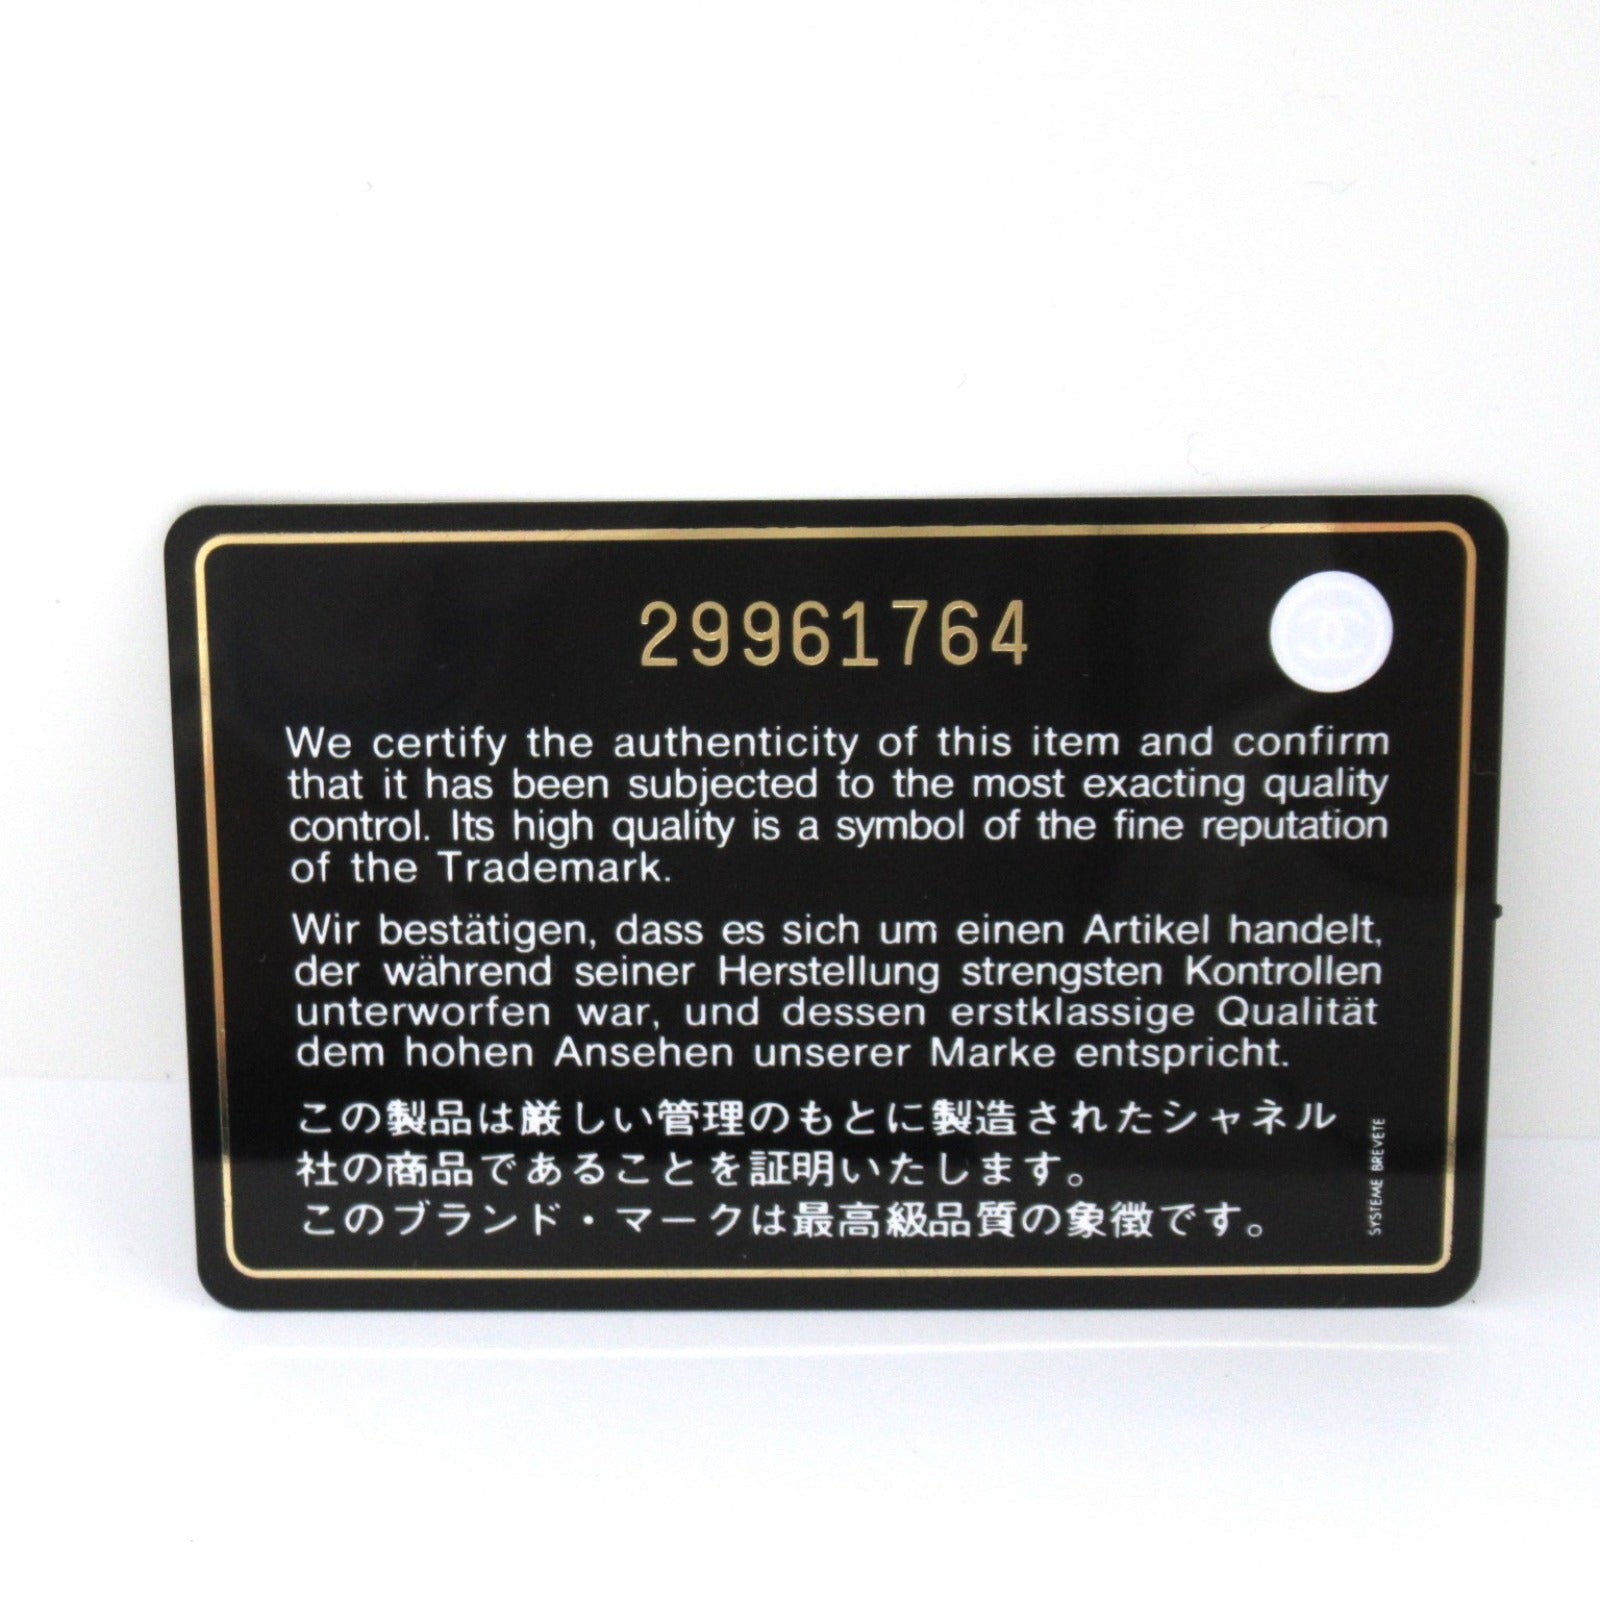 29961764
We certify the authenticity of this item and confirm
that it has been subjected to the most exacting quality
control. Its high quality is a symbol of the fine reputation
of the Trademark.
Wir bestätigen, dass es sich um einen Artikel handelt,
der während seiner Herstellung strengsten Kontrollen
unterworfen war, und dessen erstklassige Qualität
dem hohen Ansehen unserer Marke entspricht.
この製品は厳しい管理のもとに製造されたシャネル
社の商品であることを証明いたします。
このブランド・マークは最高級品質の象徴です。
SYSTEME BREVETE